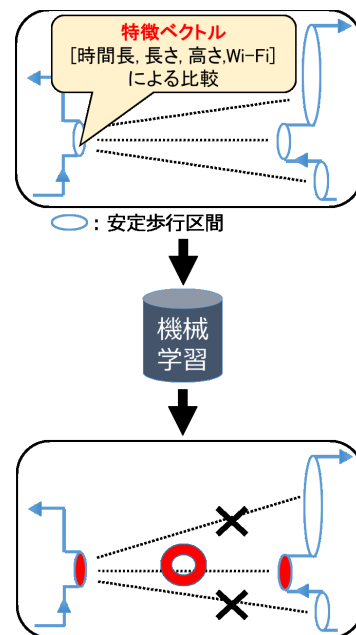 特徴ベクトル
[時間長, 長さ, 高さ,Wi-Fi]
による比較
：安定歩行区間
機械
学習